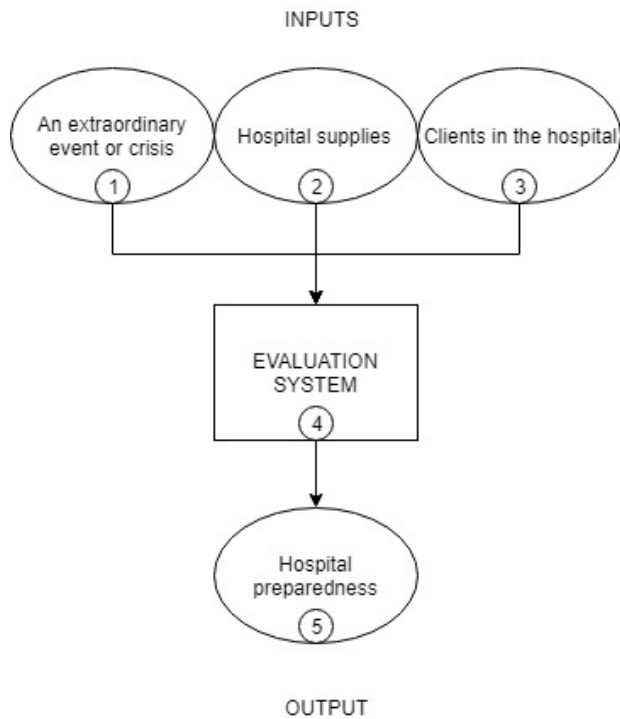 INPUTS
An extraordinary
event or crisis
1
Hospital supplies
2
Clients in the hospital
3
EVALUATION
SYSTEM
4
Hospital
preparedness
5
OUTPUT